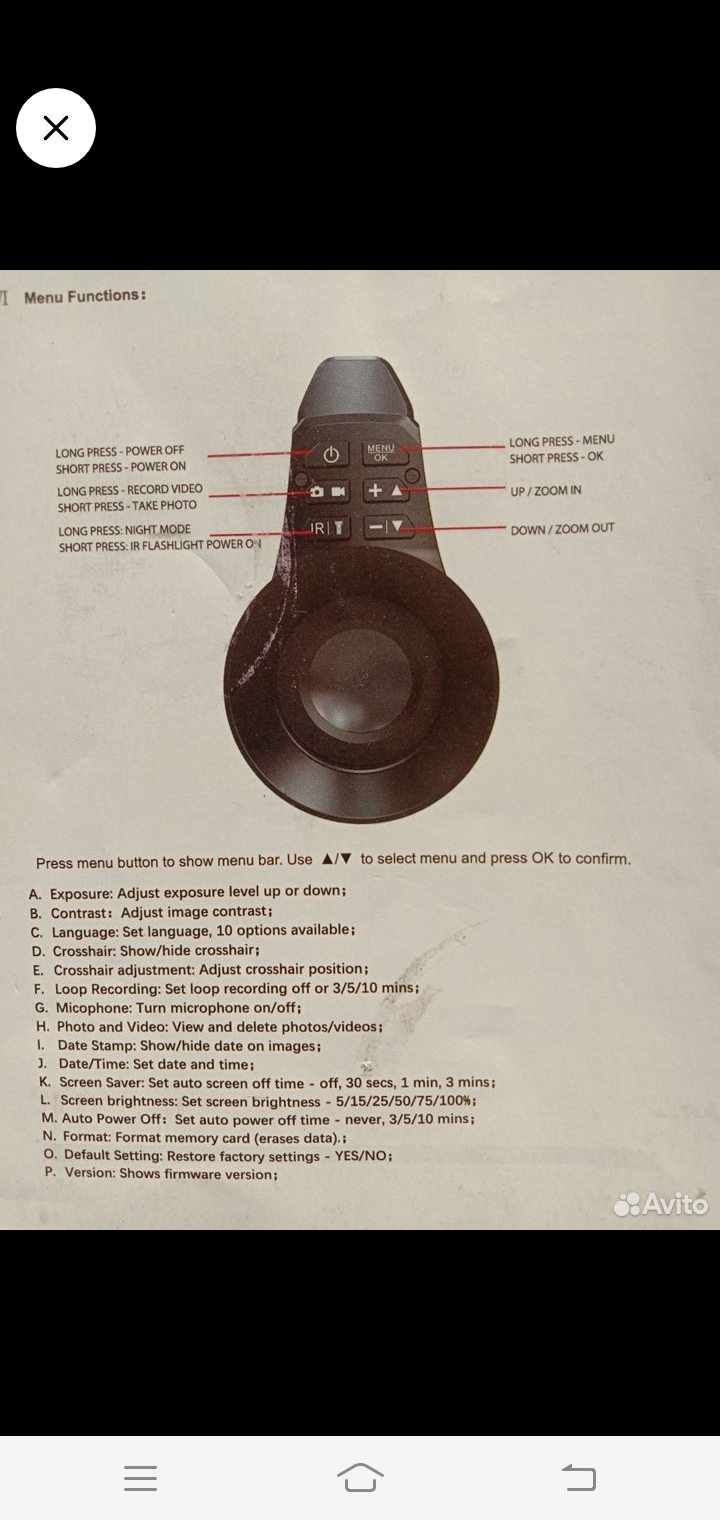 VI Menu Functions:
LONG PRESS - POWER OFF
SHORT PRESS - POWER ON
LONG PRESS - RECORD VIDEO
SHORT PRESS - TAKE PHOTO
LONG PRESS: NIGHT MODE
SHORT PRESS: IR FLASHLIGHT POWER ON
MENU
OK
IR
LONG PRESS - MENU
SHORT PRESS - OK
UP / ZOOM IN
DOWN / ZOOM OUT
Press menu button to show menu bar. Use ▲/▼ to select menu and press OK to confirm.
A. Exposure: Adjust exposure level up or down;
B. Contrast: Adjust image contrast;
C. Language: Set language, 10 options available;
D. Crosshair: Show/hide crosshair;
E. Crosshair adjustment: Adjust crosshair position;
F. Loop Recording: Set loop recording off or 3/5/10 mins;
G. Micophone: Turn microphone on/off;
H. Photo and Video: View and delete photos/videos;
I. Date Stamp: Show/hide date on images;
J. Date/Time: Set date and time;
K. Screen Saver: Set auto screen off time - off, 30 secs, 1 min, 3 mins;
L. Screen brightness: Set screen brightness - 5/15/25/50/75/100%;
M. Auto Power Off: Set auto power off time - never, 3/5/10 mins;
N. Format: Format memory card (erases data).;
O. Default Setting: Restore factory settings - YES/NO;
P. Version: Shows firmware version;
Avito